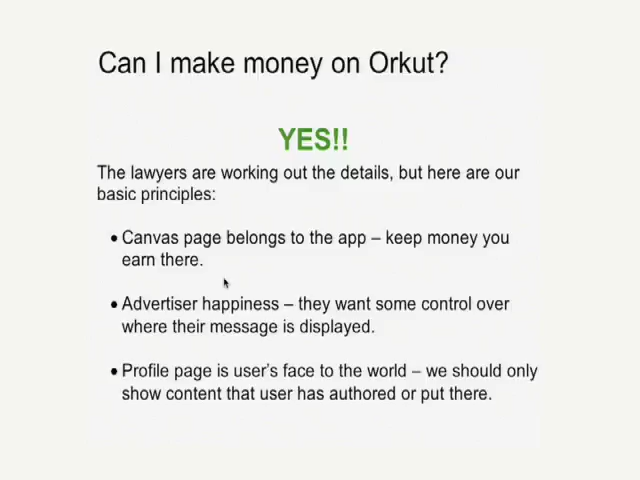 Can I make money on Orkut?
YES!!
The lawyers are working out the details, but here are our
basic principles:
• Canvas page belongs to the app – keep money you
earn there.
• Advertiser happiness – they want some control over
where their message is displayed.
• Profile page is user's face to the world – we should only
show content that user has authored or put there.